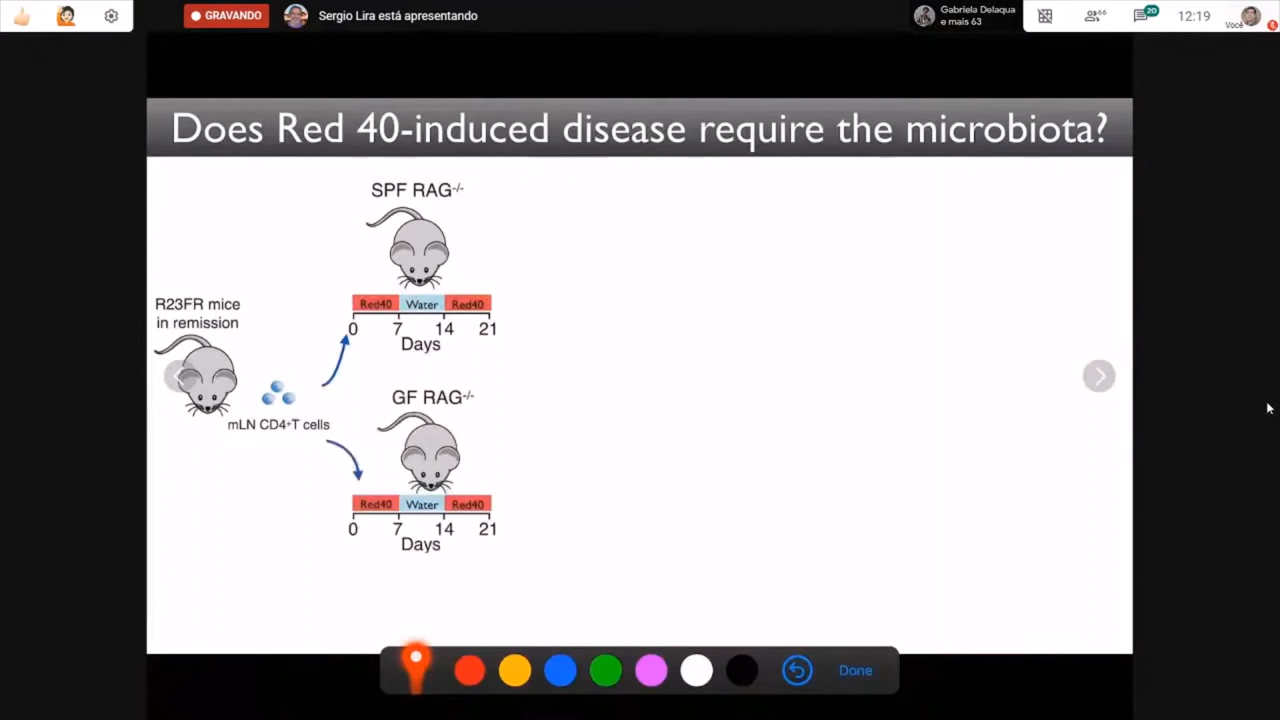 GRAVANDO
Sergio Lira está apresentando
Gabriela Delaqua
e mais 63
66
20
12:19
Você
Does Red 40-induced disease require the microbiota?
SPF RAG-/-
Red40 Water Red40
0 7 14 21
Days
R23FR mice
in remission
mLN CD4+T cells
GF RAG-/-
Red40 Water Red40
0 7 14 21
Days
Done